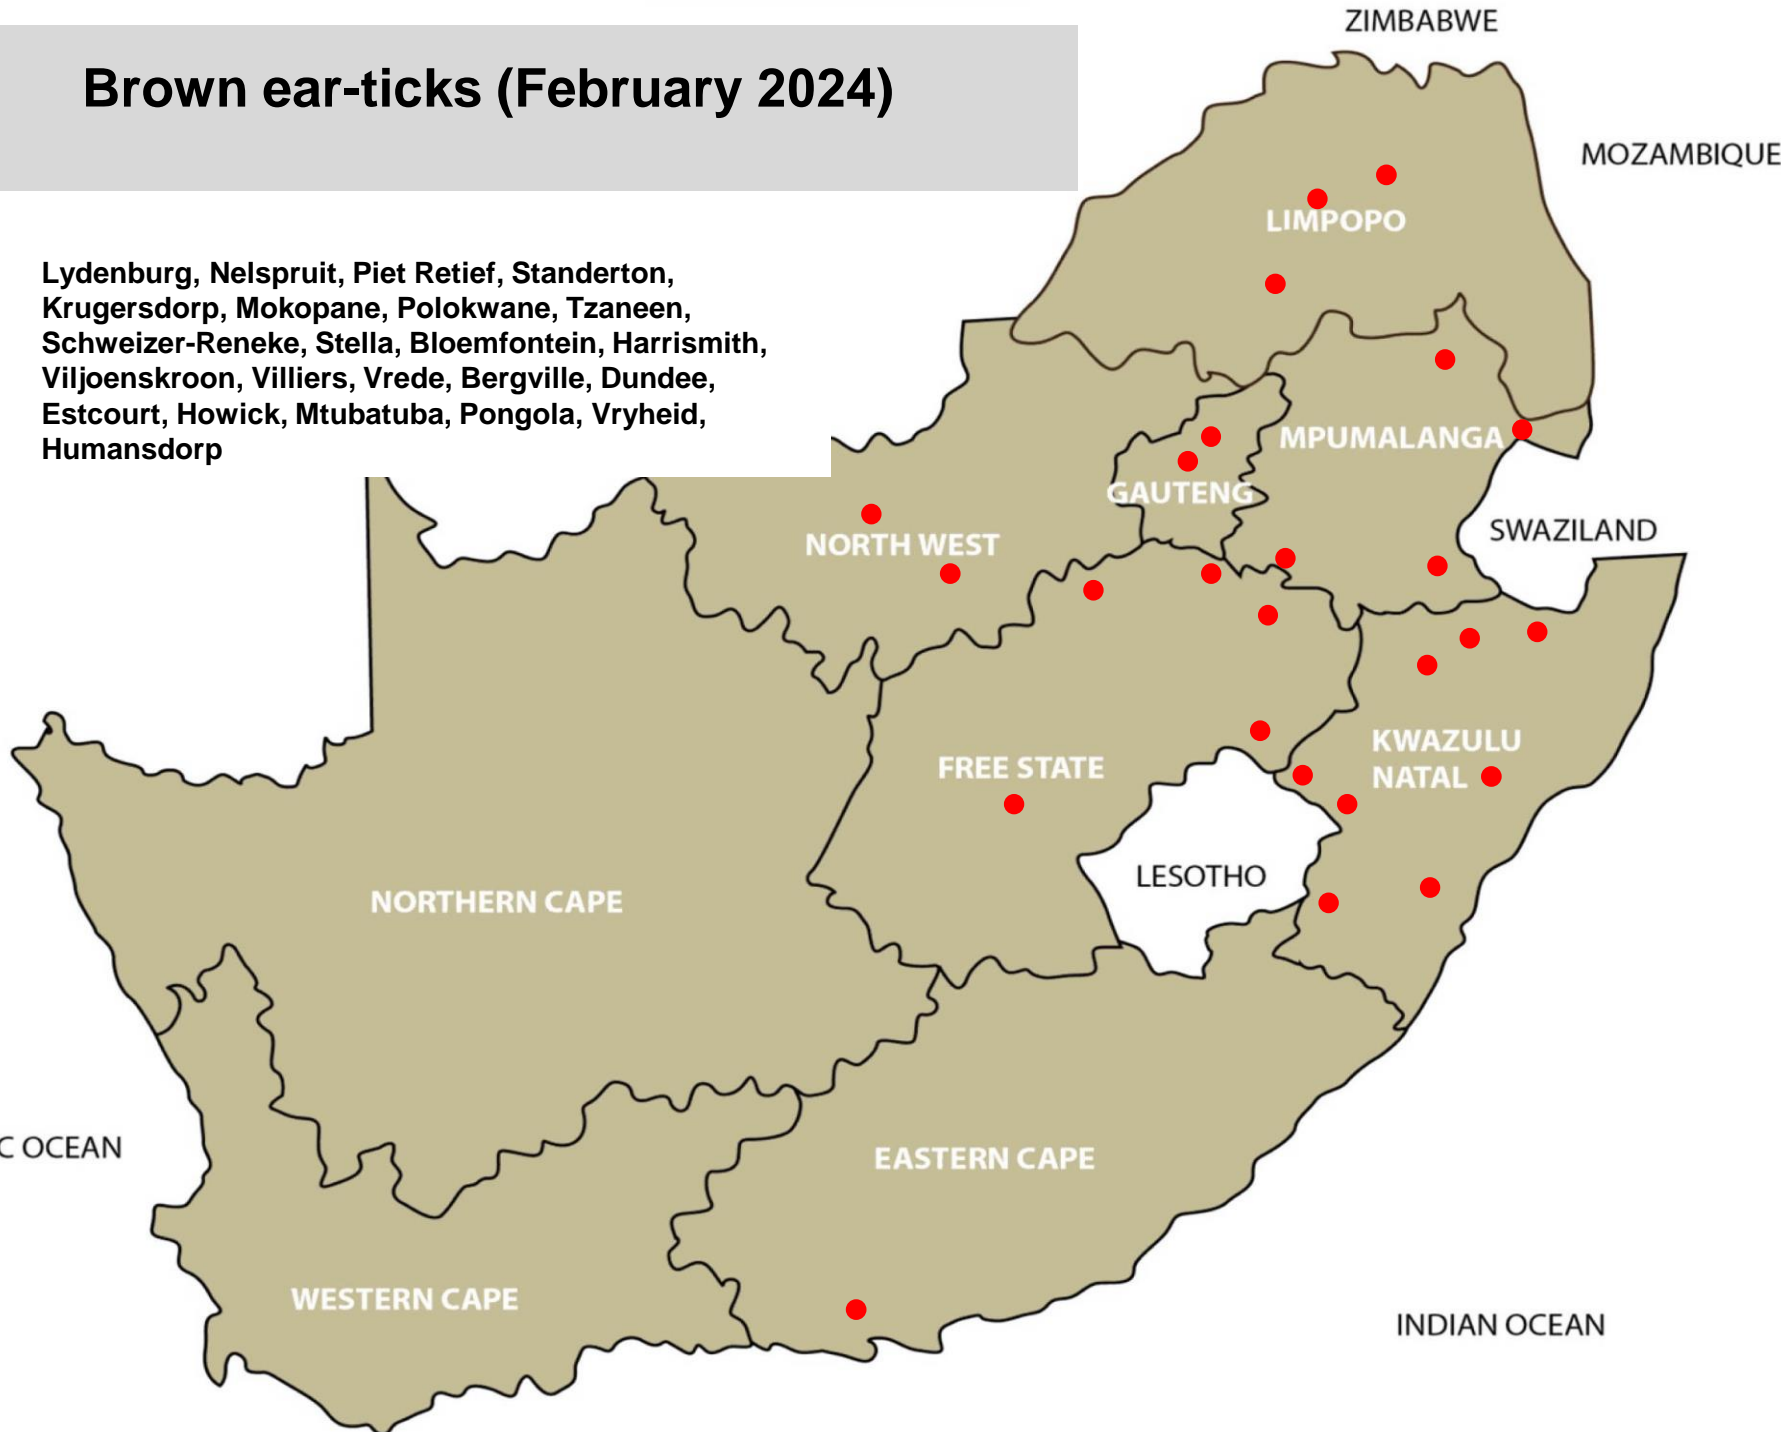 ZIMBABWE
Brown ear-ticks (February 2024)
MOZAMBIQUE
LIMPOPO
Lydenburg, Nelspruit, Piet Retief, Standerton,
Krugersdorp, Mokopane, Polokwane, Tzaneen,
Schweizer-Reneke, Stella, Bloemfontein, Harrismith,
Viljoenskroon, Villiers, Vrede, Bergville, Dundee,
Estcourt, Howick, Mtubatuba, Pongola, Vryheid,
Humansdorp
MPUMALANGA
GAUTENG
SWAZILAND
NORTH WEST
KWAZULU
NATAL
FREE STATE
LESOTHO
NORTHERN CAPE
C OCEAN
EASTERN CAPE
WESTERN CAPE
INDIAN OCEAN